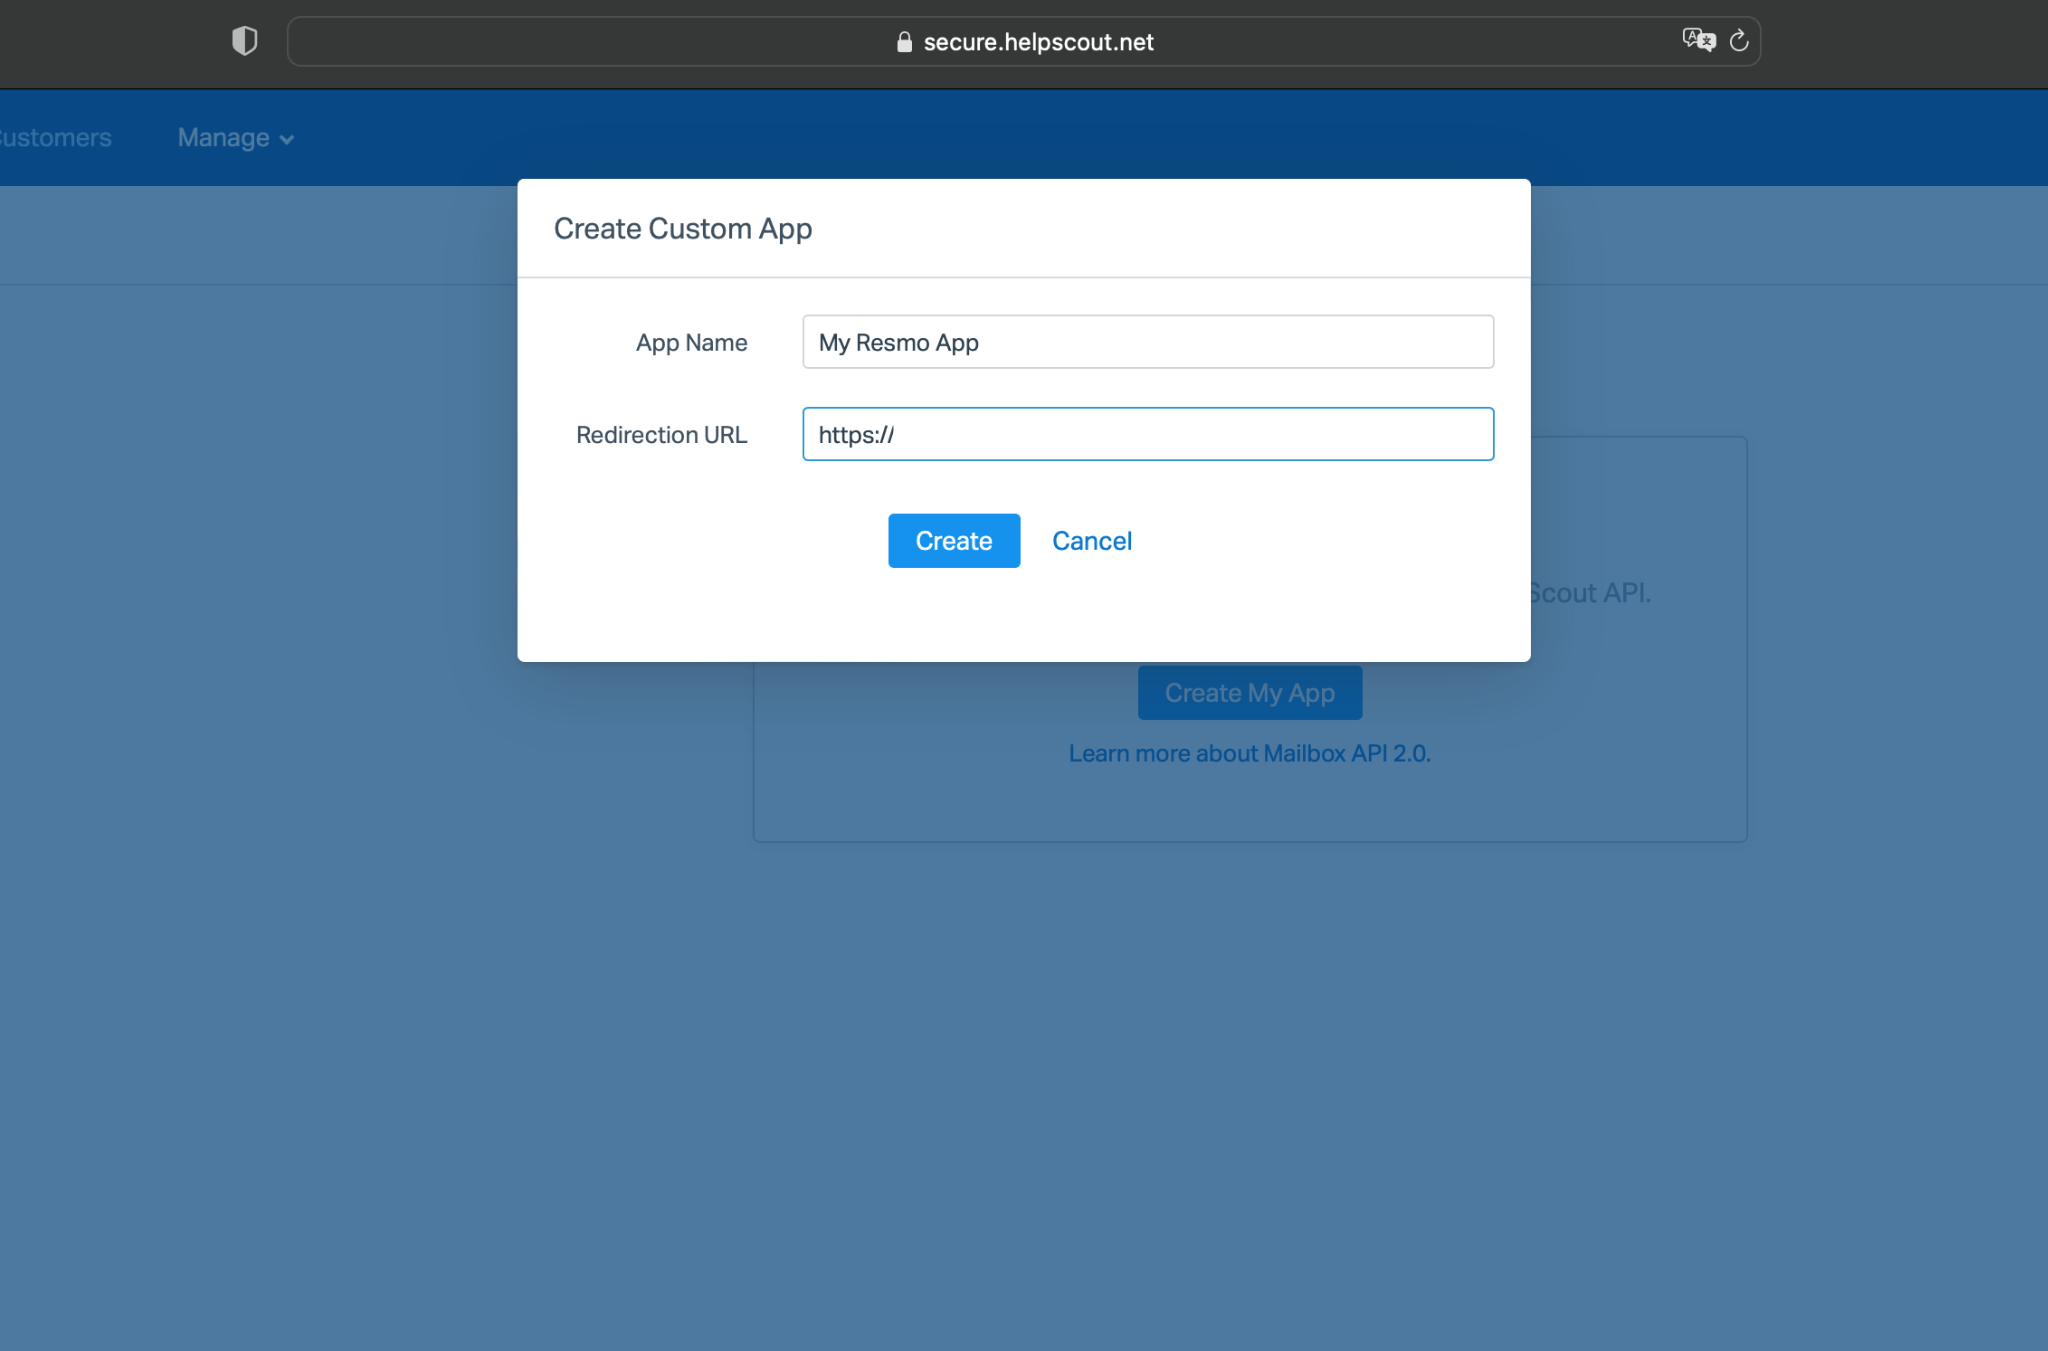 secure.helpscout.net
ustomers
Manage
Create Custom App
App Name
My Resmo App
Redirection URL
https://
Create
Cancel
Scout API.
Create My App
Learn more about Mailbox API 2.0.